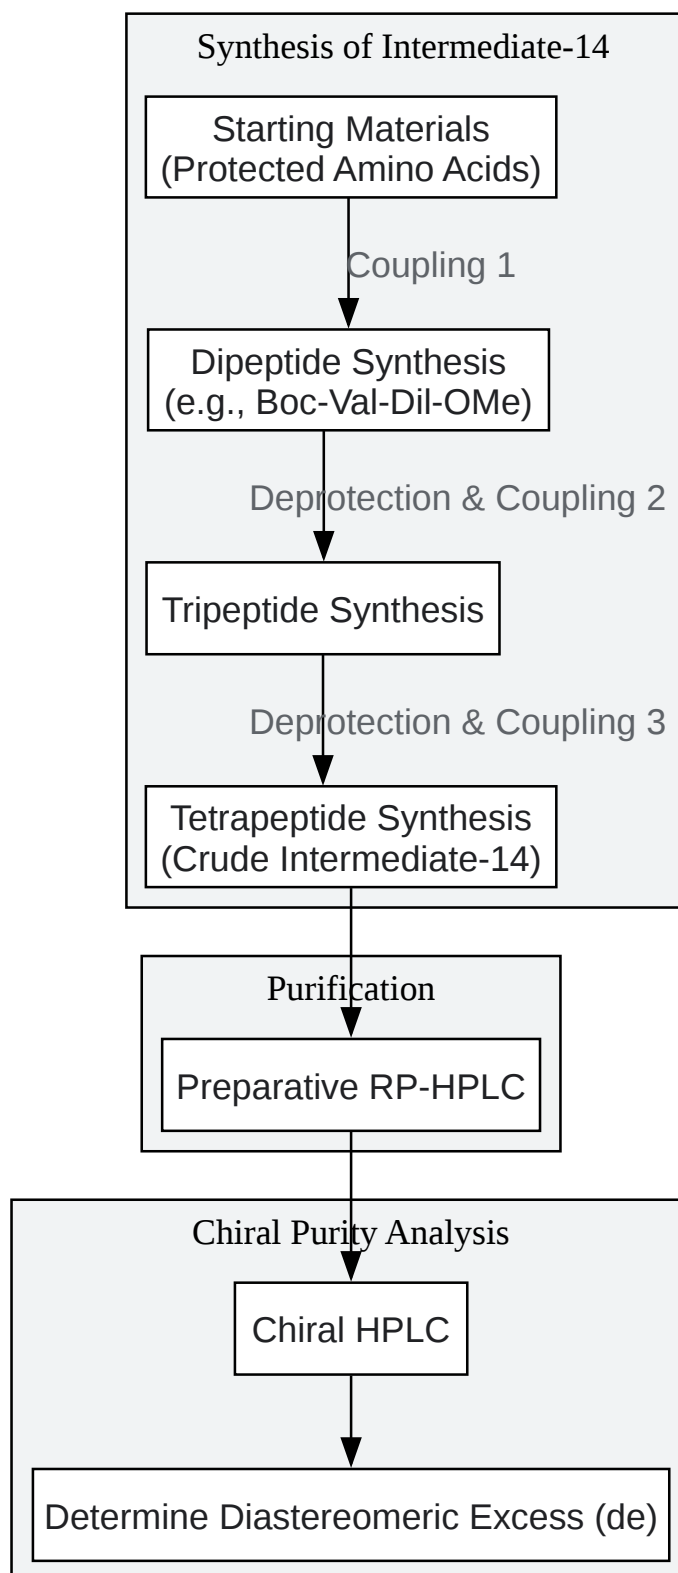 Synthesis of Intermediate-14
Starting Materials
(Protected Amino Acids)
Coupling 1
Dipeptide Synthesis
(e.g., Boc-Val-Dil-OMe)
Deprotection & Coupling 2
Tripeptide Synthesis
Deprotection & Coupling 3
Tetrapeptide Synthesis
(Crude Intermediate-14)
Purification
Preparative RP-HPLC
Chiral Purity Analysis
Chiral HPLC
Determine Diastereomeric Excess (de)